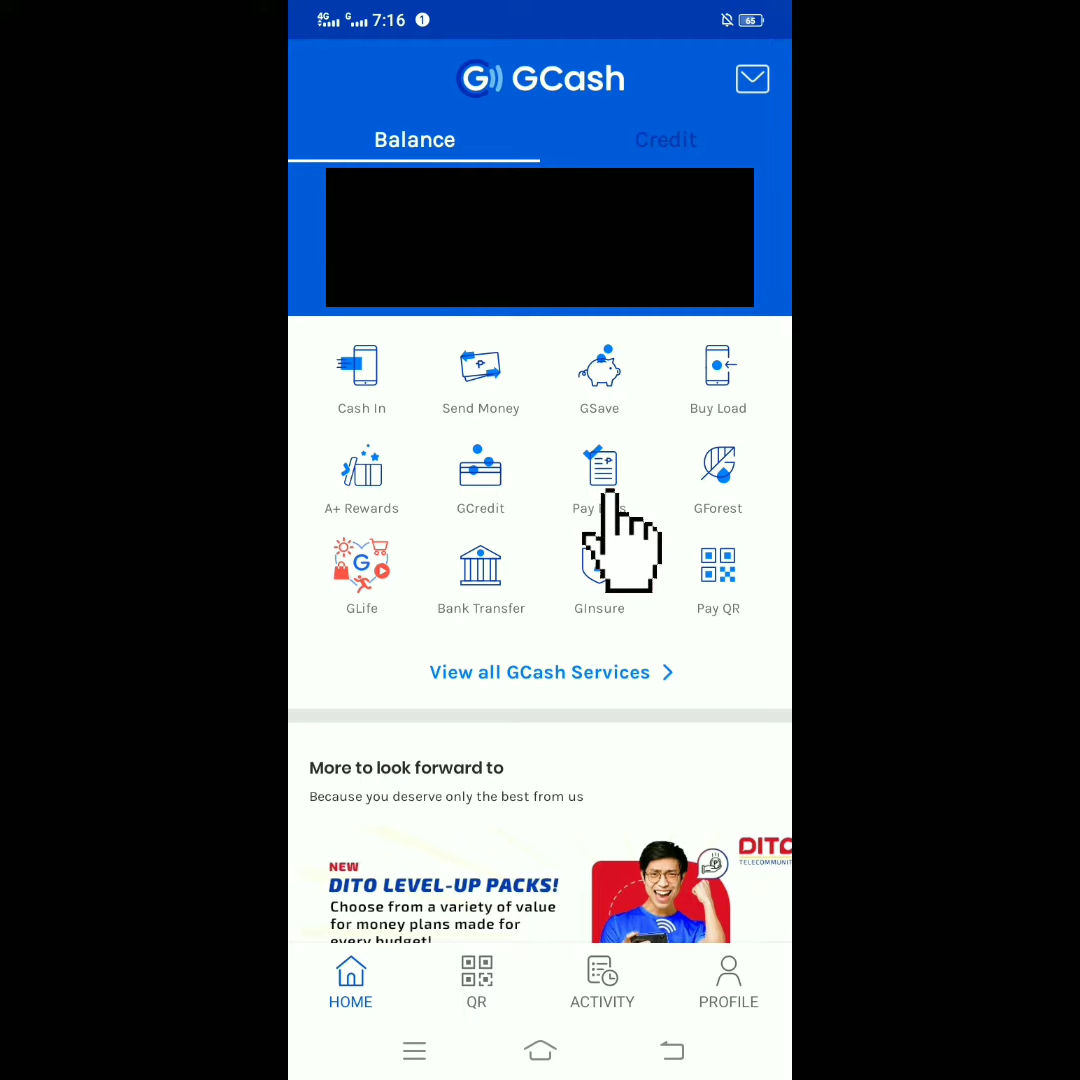 4G G 7:16 1 65
G GCash
Balance Credit
Cash In Send Money GSave Buy Load
A+ Rewards GCredit Pay GForest
G
GLife Bank Transfer GInsure Pay QR
View all GCash Services
More to look forward to
Because you deserve only the best from us
DITO
NEW
DITO LEVEL-UP PACKS!
Choose from a variety of value
for money plans made for
every budget!
HOME QR ACTIVITY PROFILE